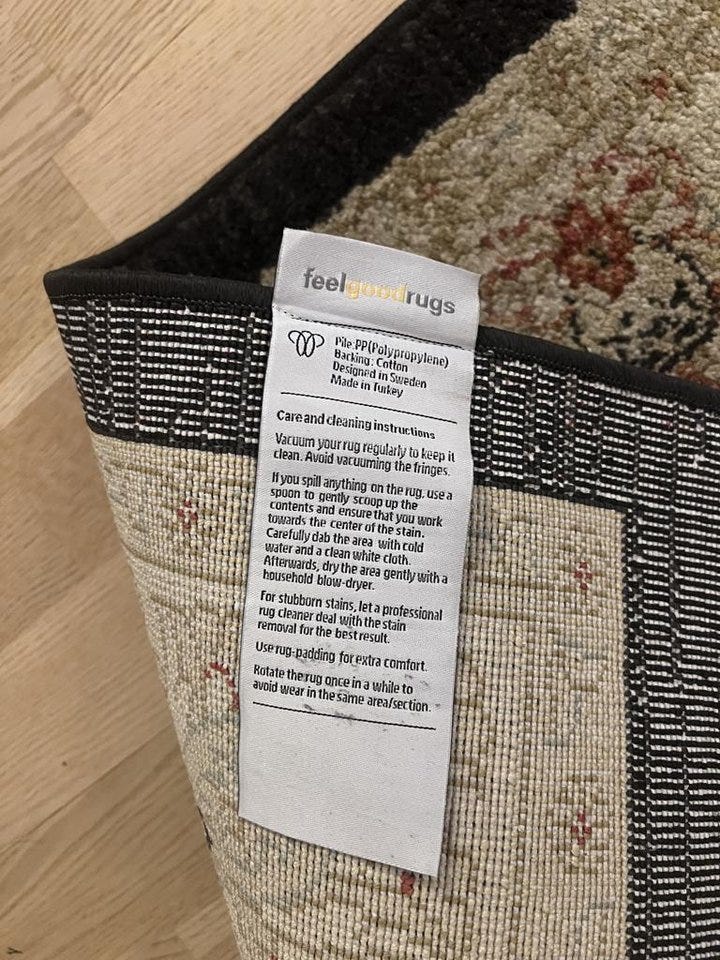 feelgoodrugs
Pile:PP(Polypropylene)
Backing: Cotton
Designed in Sweden
Made in Turkey
Care and cleaning instructions
Vacuum your rug regularly to keep it
clean. Avoid vacuuming the fringes.
If you spill anything on the rug, use a
spoon to gently scoop up the
contents and ensure that you work
towards the center of the stain.
Carefully dab the area with cold
water and a clean white cloth.
Afterwards, dry the area gently with a
household blow-dryer.
For stubborn stains, let a professional
rug cleaner deal with the stain
removal for the best result.
Use rug-padding for extra comfort.
Rotate the rug once in a while to
avoid wear in the same area/section.